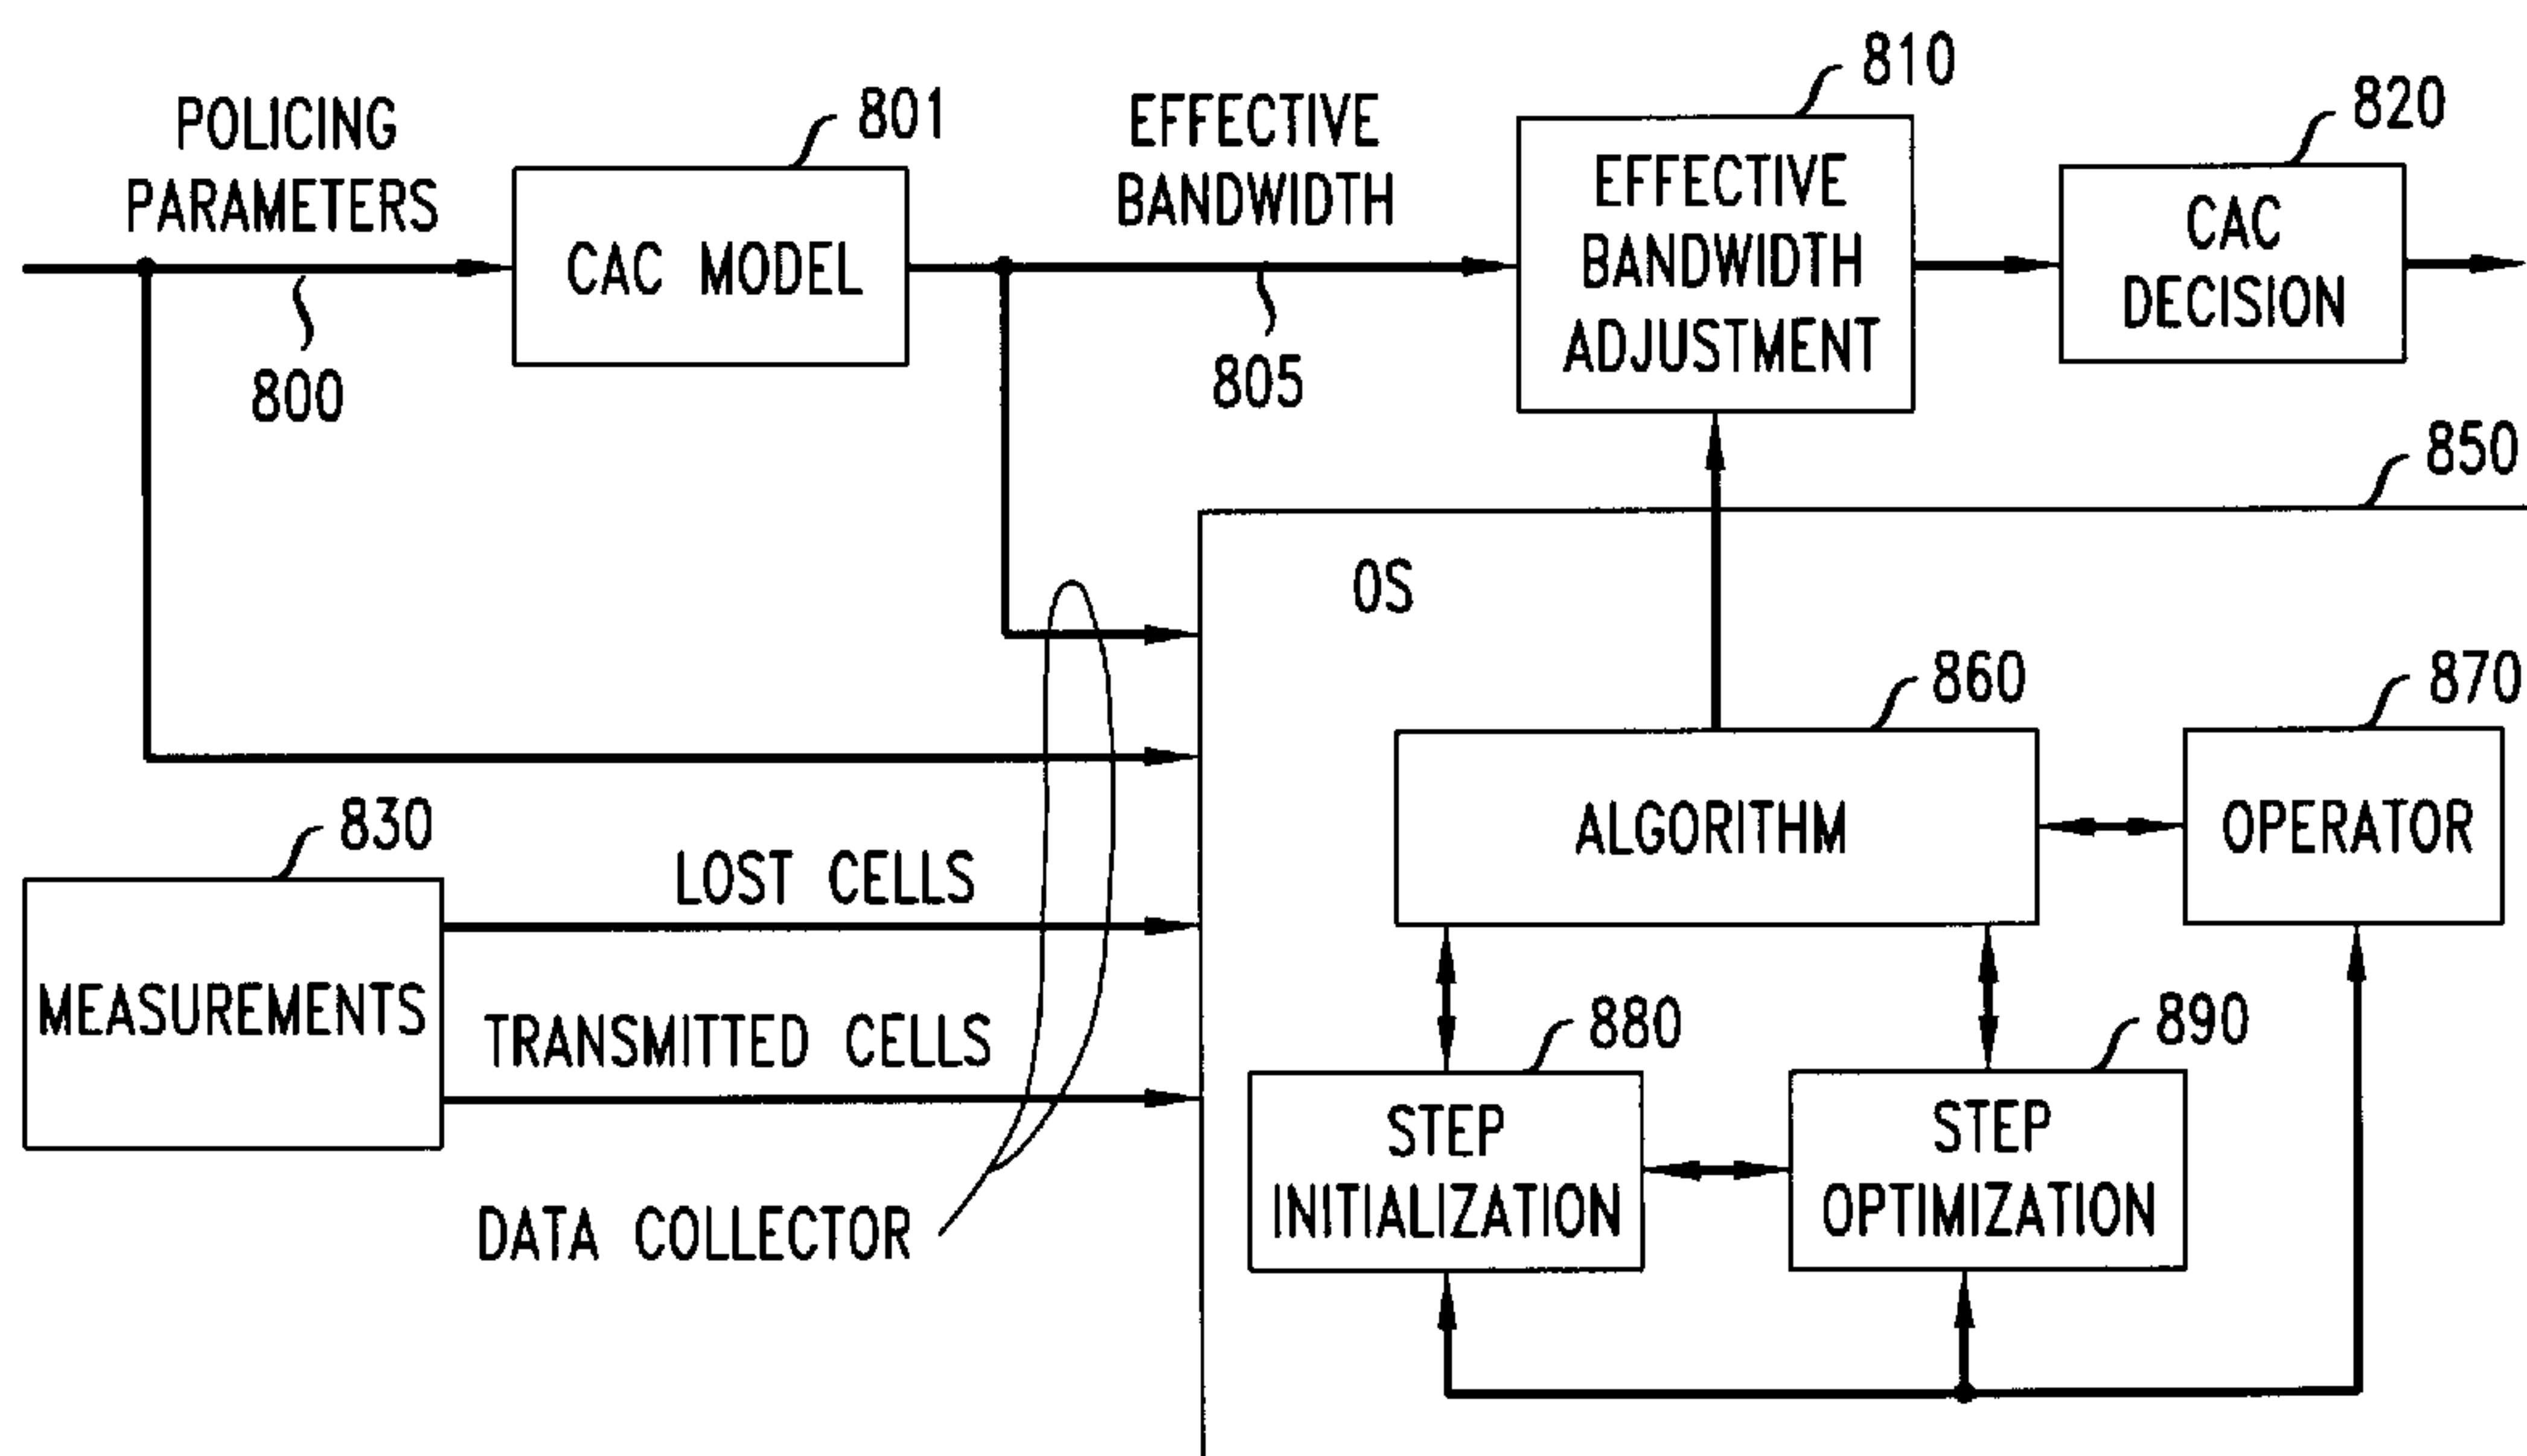 810
801
820
POLICING
PARAMETERS
EFFECTIVE
BANDWIDTH
EFFECTIVE
BANDWIDTH
ADJUSTMENT
CAC
DECISION
CAC MODEL
800
805
850
OS
860
870
ALGORITHM
OPERATOR
830
LOST CELLS
MEASUREMENTS
TRANSMITTED CELLS
880
890
STEP
INITIALIZATION
STEP
OPTIMIZATION
DATA COLLECTOR